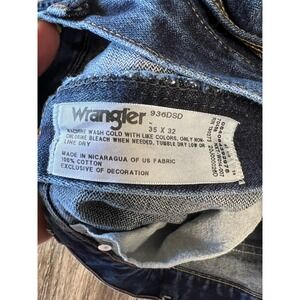 Wrangler 936DSD
35 X 32
MACHINE WASH COLD WITH LIKE COLORS, ONLY NON-
CHLORINE BLEACH WHEN NEEDED, TUMBLE DRY LOW OR
LINE DRY
MADE IN NICARAGUA OF US FABRIC
100% COTTON
EXCLUSIVE OF DECORATION